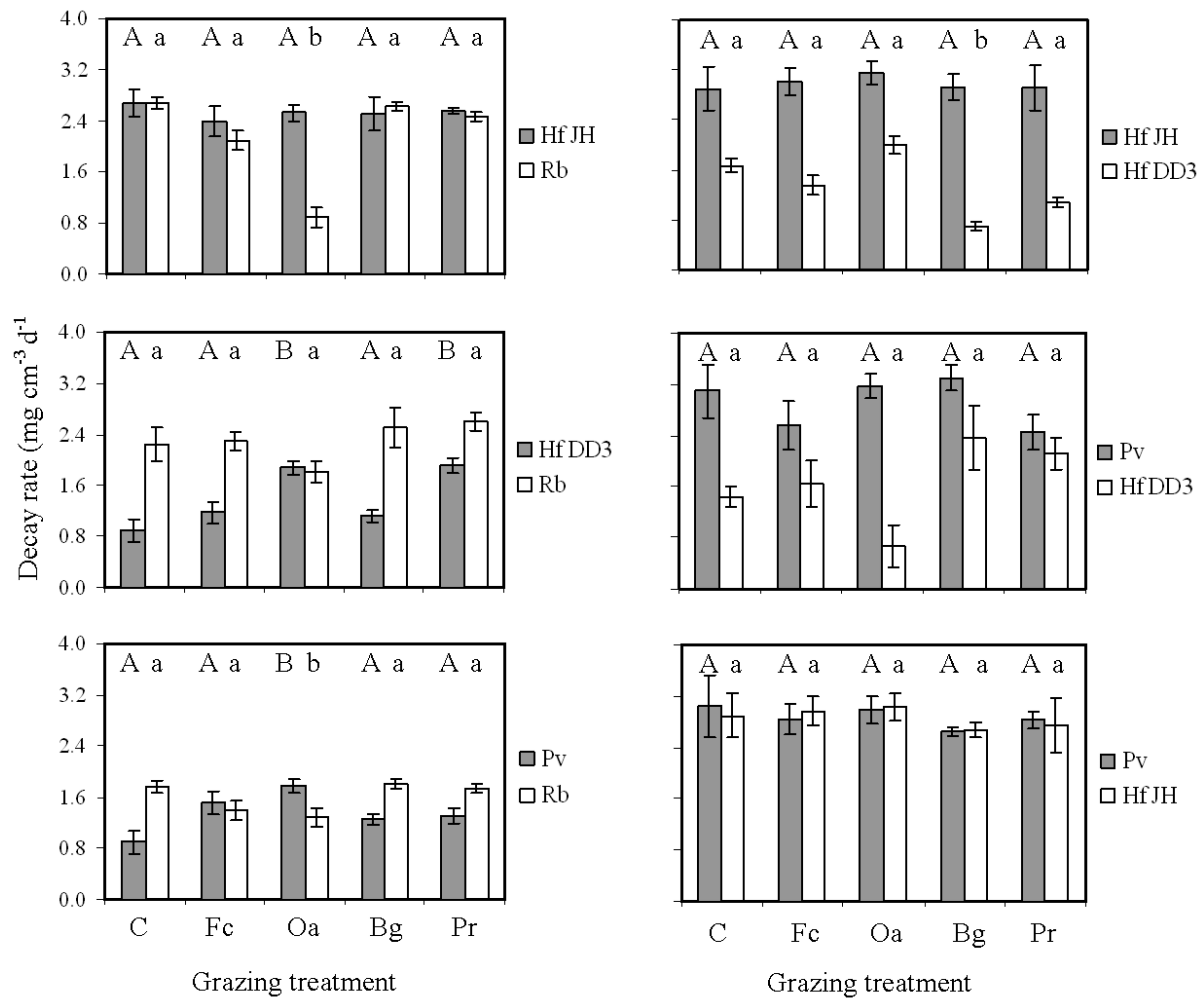 4.0
3.2
2.4
1.6
0.8
0.0
A a A a A b A a A a
Hf JH
Rb
A a A a A a A b A a
Hf JH
Hf DD3
Decay rate (mg cm-3 d-1)
4.0
3.2
2.4
1.6
0.8
0.0
A a A a B a A a B a
Hf DD3
Rb
A a A a A a A a A a
Pv
Hf DD3
4.0
3.2
2.4
1.6
0.8
0.0
A a A a B b A a A a
Pv
Rb
C Fc Oa Bg Pr
Grazing treatment
A a A a A a A a A a
Pv
Hf JH
C Fc Oa Bg Pr
Grazing treatment